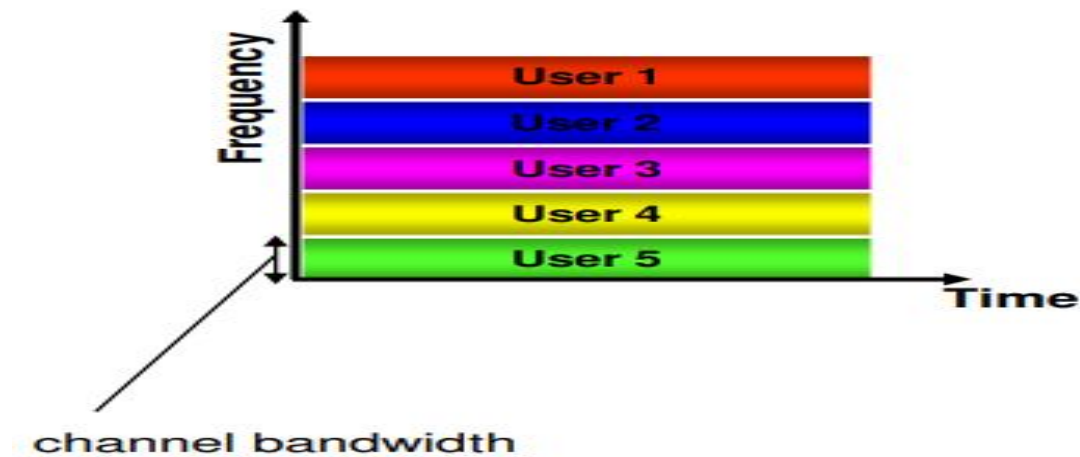 Frequency
User 1
User 2
User 3
User 4
User 5
Time
channel bandwidth